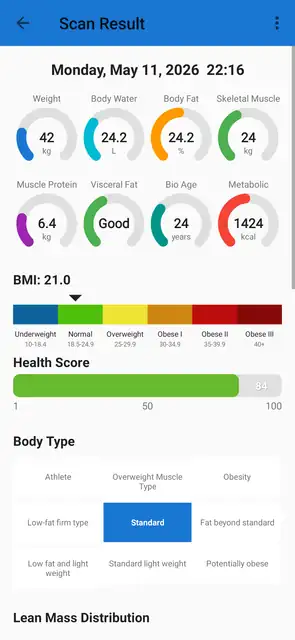 Scan Result
Monday, May 11, 2026 22:16
Weight Body Water Body Fat Skeletal Muscle
42 24.2 24.2 24
kg L % kg
Muscle Protein Visceral Fat Bio Age Metabolic
6.4 Good 24 1424
kg years kcal
BMI: 21.0
Underweight Normal Overweight Obese I Obese II Obese III
10-18.4 18.5-24.9 25-29.9 30-34.9 35-39.9 40+
Health Score
84
1 50 100
Body Type
Athlete Overweight Muscle Type Obesity
Low-fat firm type Standard Fat beyond standard
Low fat and light weight Standard light weight Potentially obese
Lean Mass Distribution